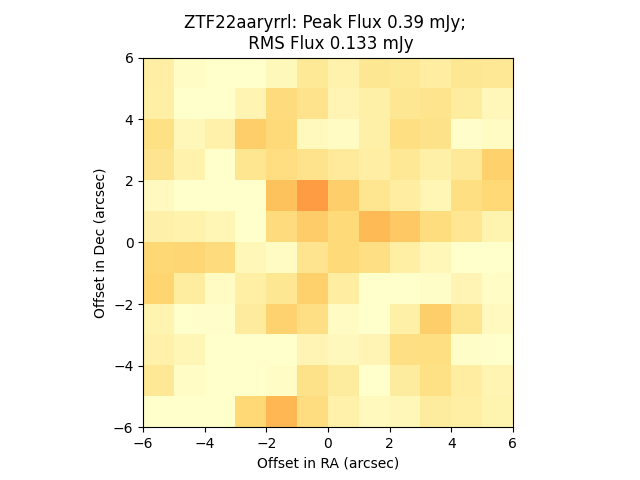 ZTF22aaryrrl: Peak Flux 0.39 mJy;
RMS Flux 0.133 mJy
6
4
2
0
−2
−4
−6
Offset in Dec (arcsec)
−6 −4 −2 0 2 4 6
Offset in RA (arcsec)